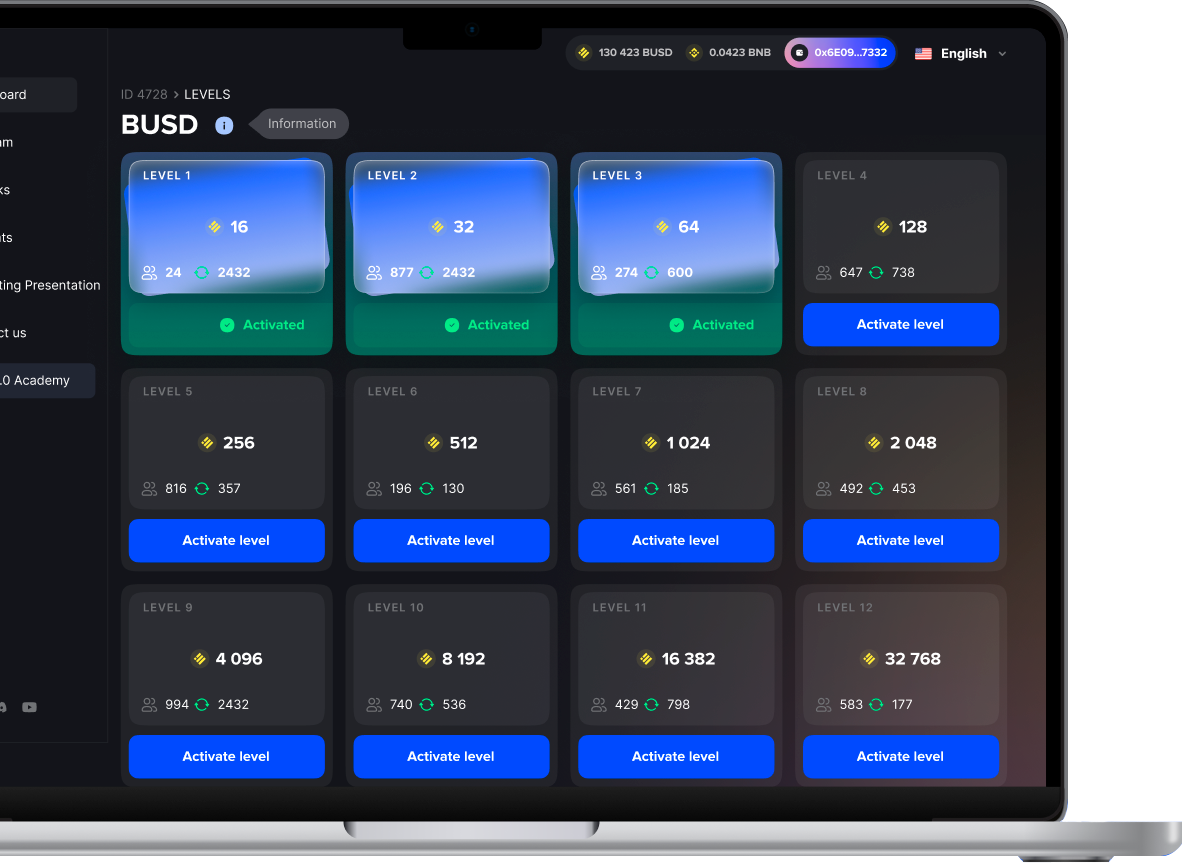 130 423 BUSD 0.0423 BNB 0x6E09...7332 English
oard
ID 4728 > LEVELS
BUSD i Information
am
ks
ts
ting Presentation
ct us
.0 Academy
LEVEL 1 LEVEL 2 LEVEL 3 LEVEL 4
16 32 64 128
24 2432 877 2432 274 600 647 738
Activated Activated Activated Activate level
LEVEL 5 LEVEL 6 LEVEL 7 LEVEL 8
256 512 1 024 2 048
816 357 196 130 561 185 492 453
Activate level Activate level Activate level Activate level
LEVEL 9 LEVEL 10 LEVEL 11 LEVEL 12
4 096 8 192 16 382 32 768
994 2432 740 536 429 798 583 177
Activate level Activate level Activate level Activate level